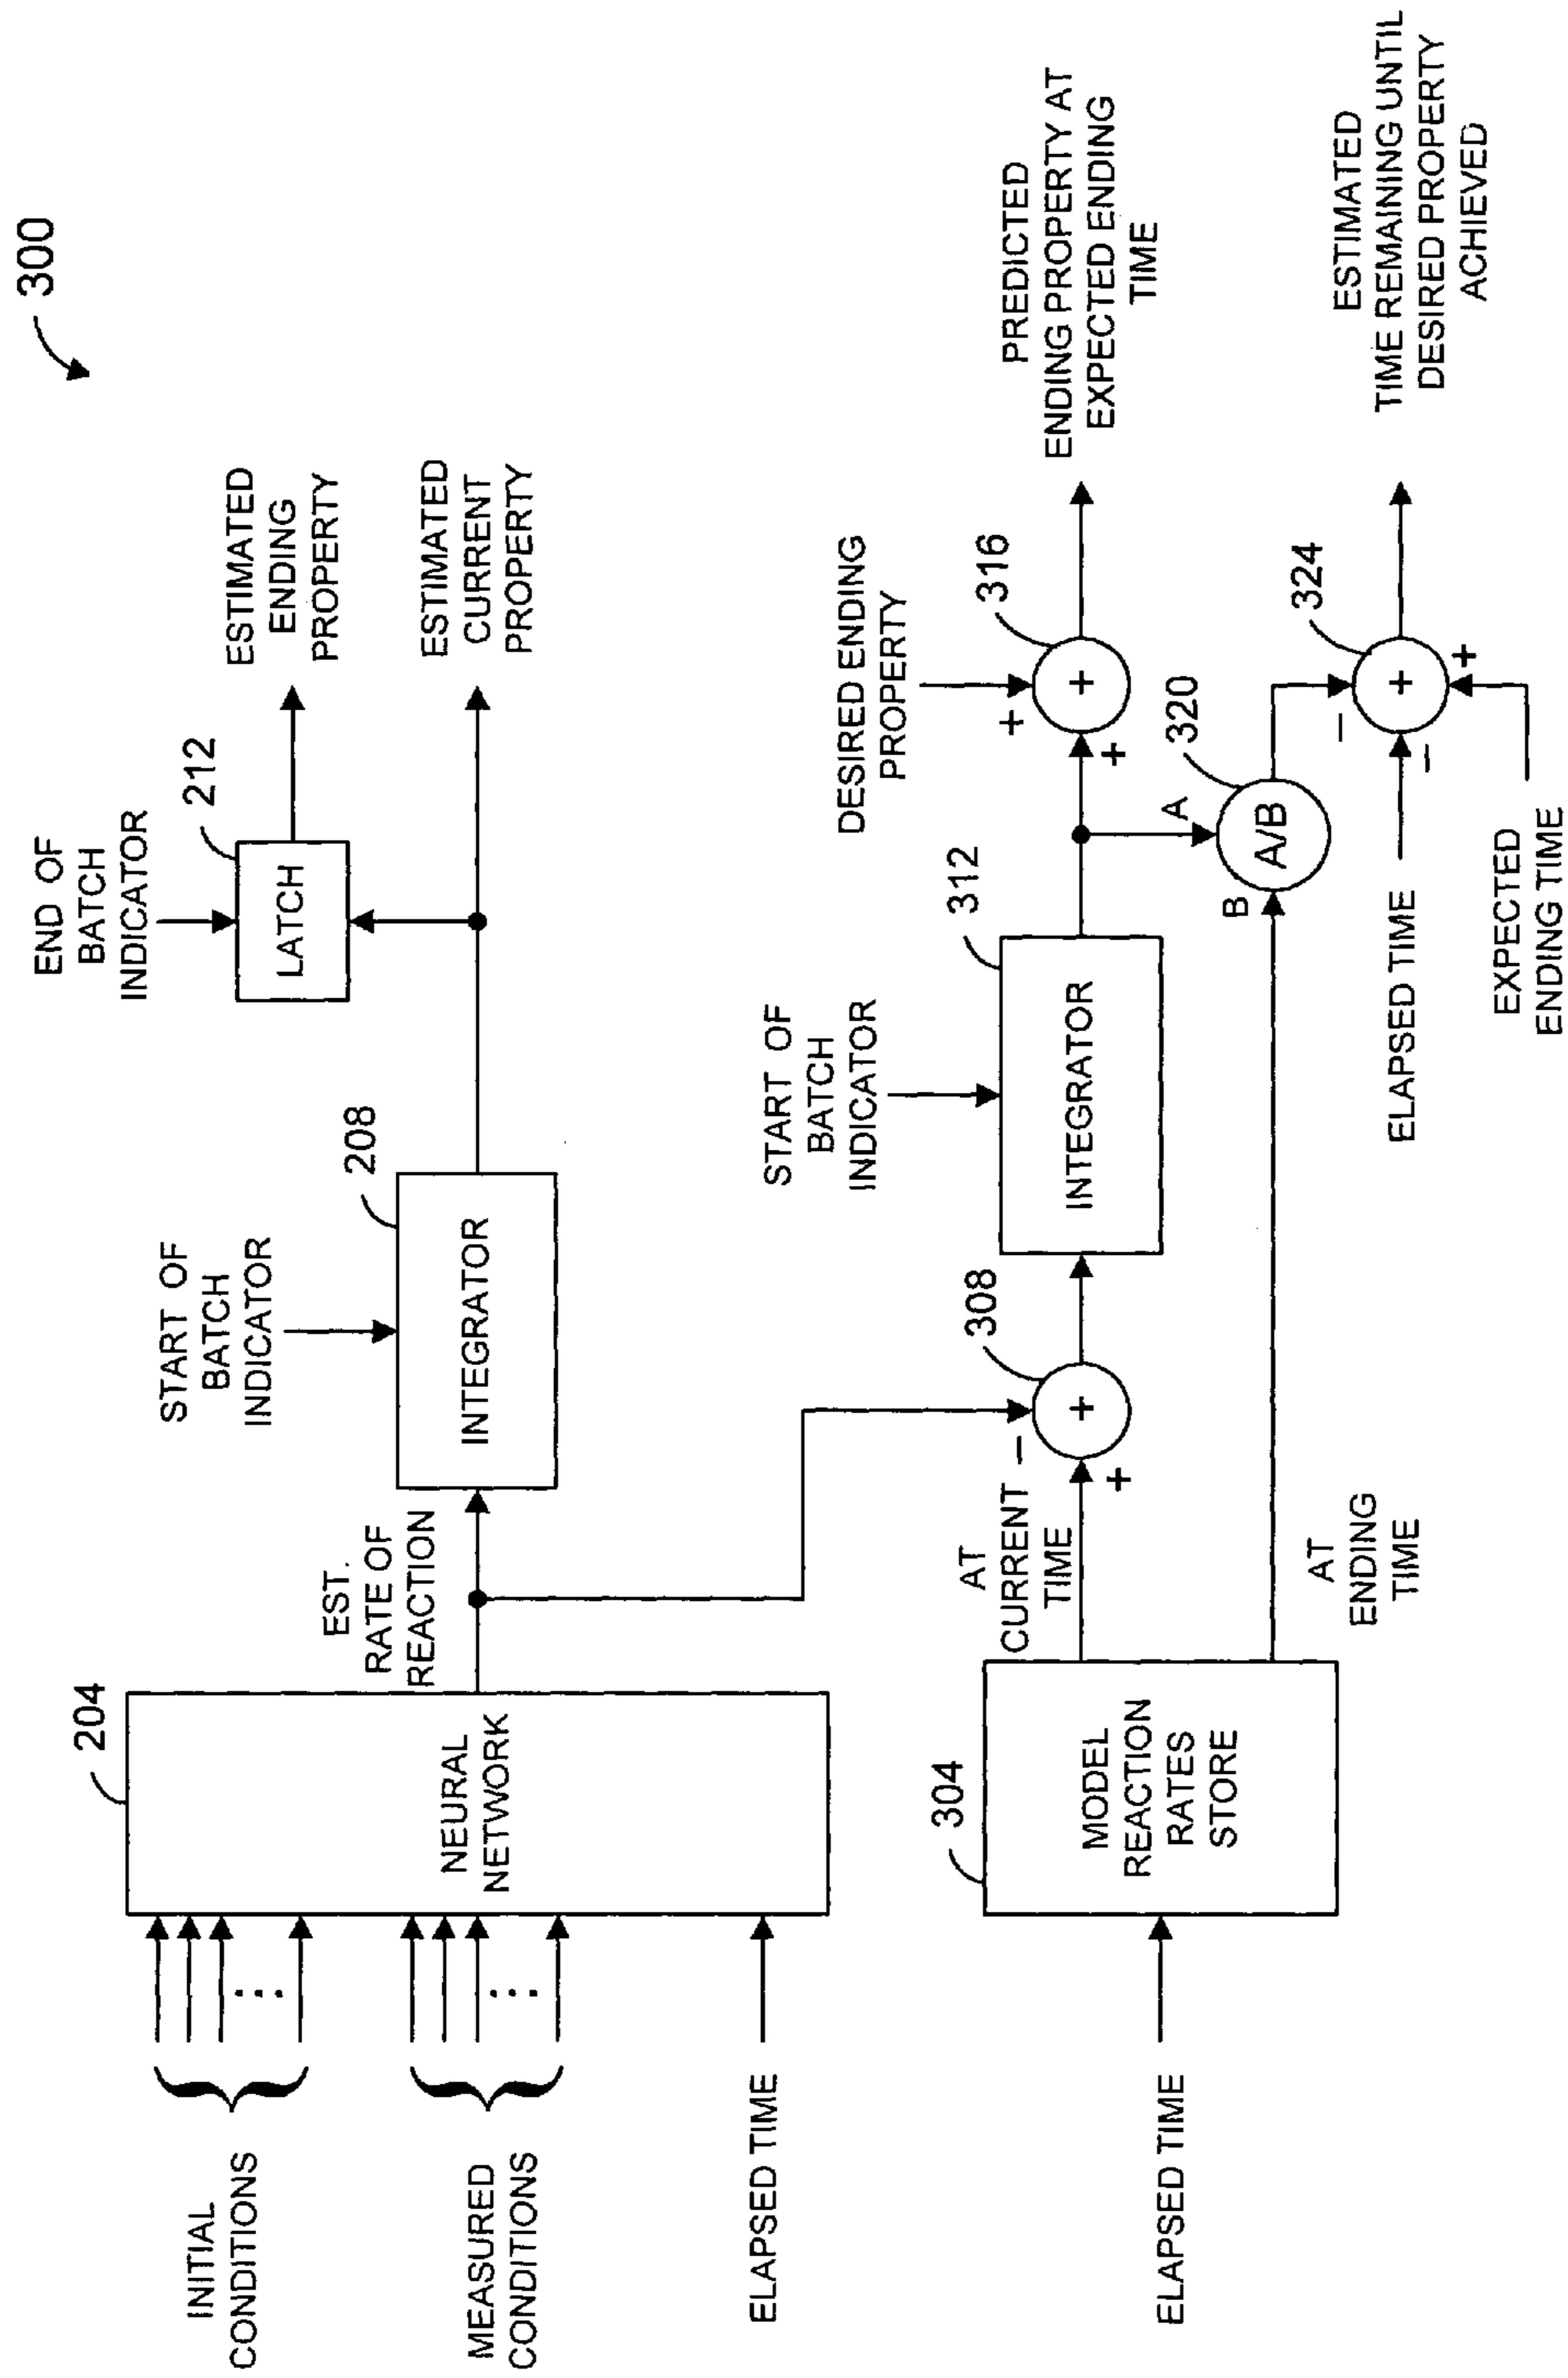 300
INITIAL
CONDITIONS
MEASURED
CONDITIONS
ELAPSED TIME
204
NEURAL
NETWORK
EST.
RATE OF
REACTION
START OF
BATCH
INDICATOR
208
INTEGRATOR
END OF
BATCH
INDICATOR
212
LATCH
ESTIMATED
ENDING
PROPERTY
ESTIMATED
CURRENT
PROPERTY
ELAPSED TIME
304
MODEL
REACTION
RATES
STORE
AT
CURRENT
TIME
−
+
+
308
START OF
BATCH
INDICATOR
312
INTEGRATOR
DESIRED ENDING
PROPERTY
+
+
+
316
PREDICTED
ENDING PROPERTY AT
EXPECTED ENDING
TIME
AT
ENDING
TIME
A
B
A/B
320
ELAPSED TIME
EXPECTED
ENDING TIME
−
−
+
+
324
ESTIMATED
TIME REMAINING UNTIL
DESIRED PROPERTY
ACHIEVED